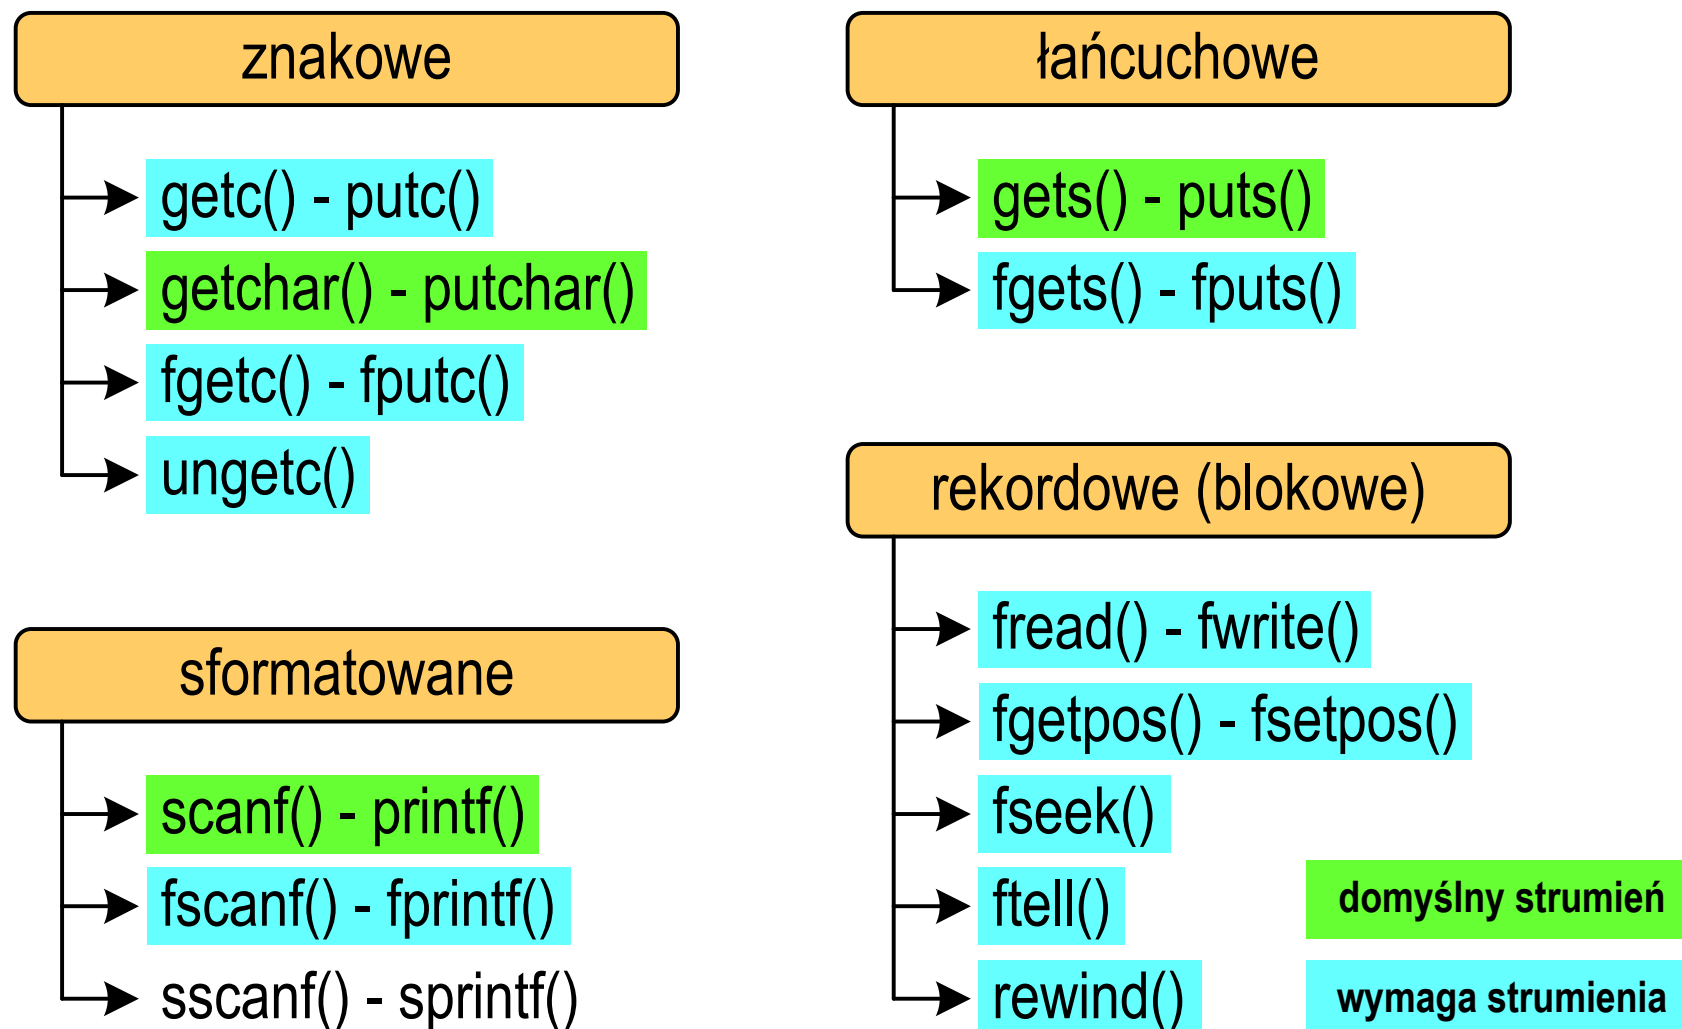 znakowe
getc() - putc()
getchar() - putchar()
fgetc() - fputc()
ungetc()
łańcuchowe
gets() - puts()
fgets() - fputs()
sformatowane
scanf() - printf()
fscanf() - fprintf()
sscanf() - sprintf()
rekordowe (blokowe)
fread() - fwrite()
fgetpos() - fsetpos()
fseek()
ftell()
rewind()
domyślny strumień
wymaga strumienia